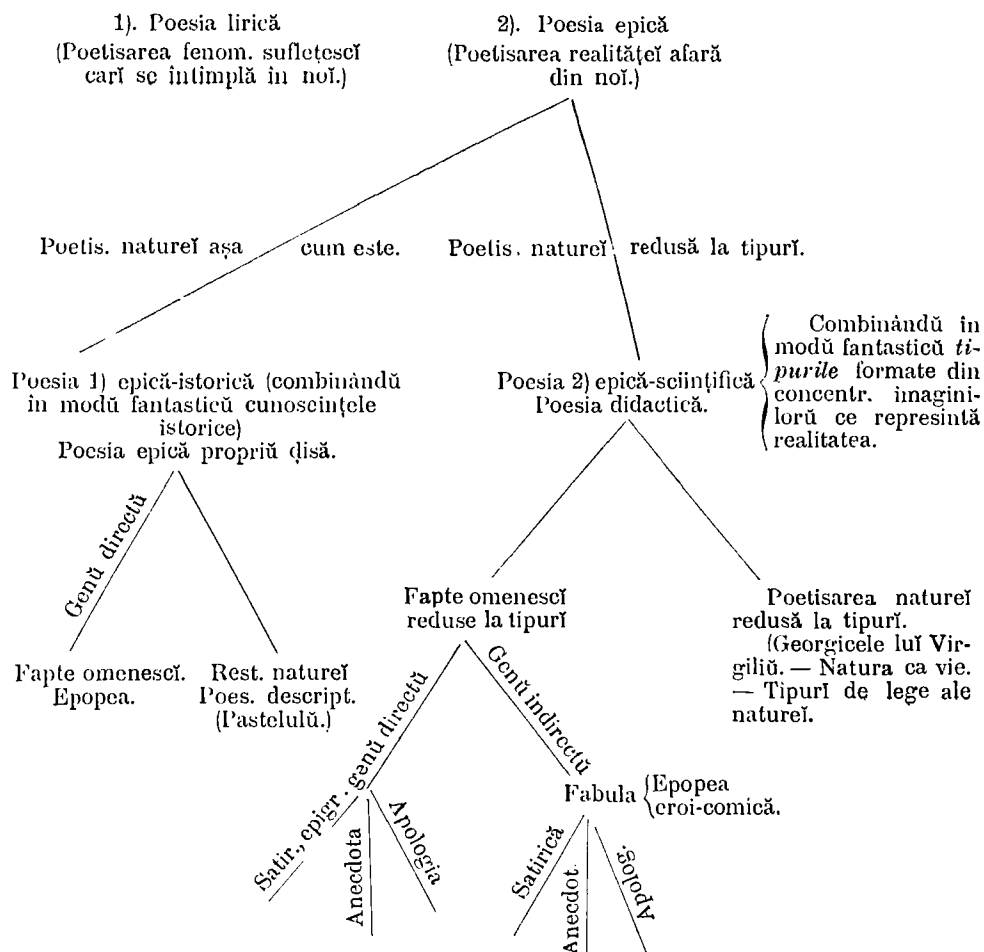 1). Poesia lirică
(Poetisarea fenom. sufletescĭ
carĭ se întimplă în noĭ.)
2). Poesia epică
(Poetisarea realităţeĭ afară
din noĭ.)
Poetis. natureĭ aşa cum este.
Poetis. natureĭ redusă la tipurĭ.
Poesia 1) epică-istorică (combinàndŭ
în modŭ fantasticŭ cunoscinţele
istorice)
Poesia epică propriŭ ḑisă.
Poesia 2) epică-sciinţifică
Poesia didactică.
Combinàndŭ în
modŭ fantasticŭ ti-
purile formate din
concentr. imagini-
lorŭ ce represintă
realitatea.
Genŭ directŭ
Fapte omenescĭ.
Epopea.
Rest. natureĭ
Poes. descript.
(Pastelulŭ.)
Fapte omenescĭ
reduse la tipurĭ
Poetisarea natureĭ
redusă la tipurĭ.
(Georgicele luĭ Vir-
giliŭ. — Natura ca vie.
— Tipurĭ de lege ale
natureĭ.
Satir., epigr. genŭ directŭ
Genŭ indirectŭ
Anecdota
Apologia
Fabula
Epopea
eroi-comică.
Satirică
Anecdot.
Apolog.